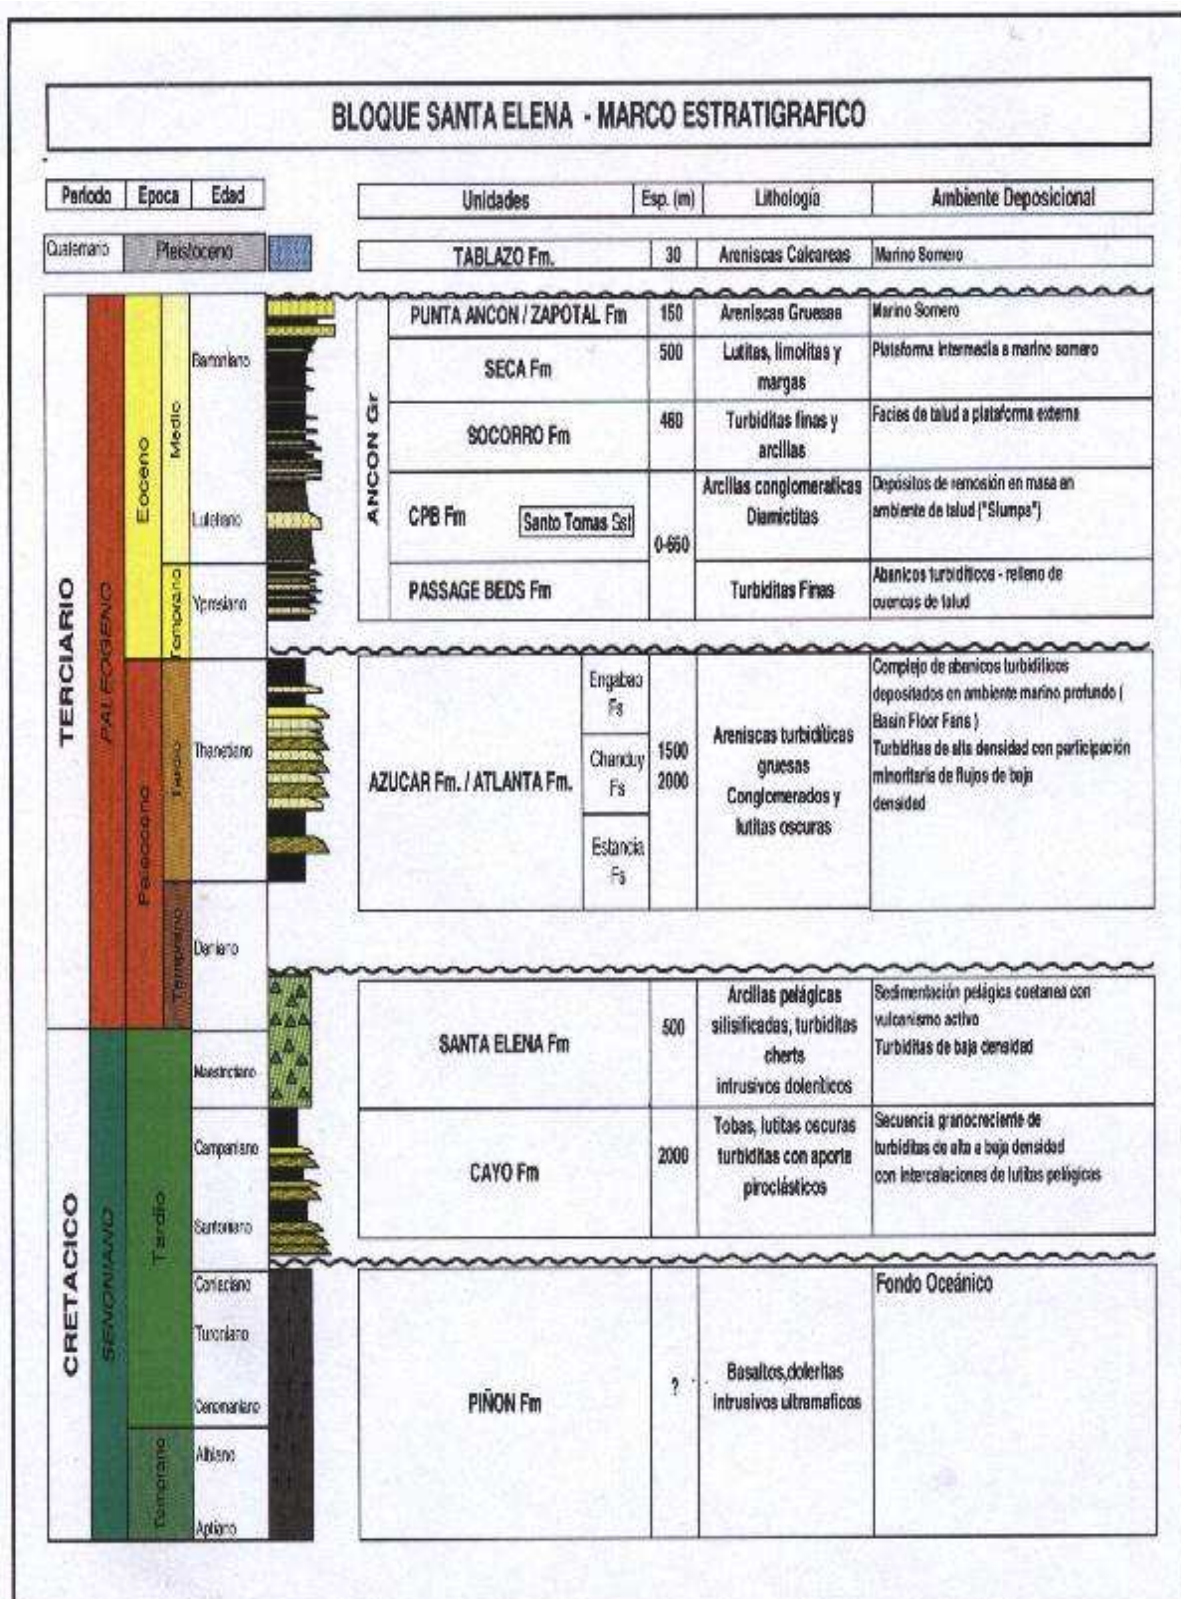 BLOQUE SANTA ELENA - MARCO ESTRATIGRAFICO
Periodo Epoca Edad Unidades Esp. (m) Lithología Ambiente Deposicional
Quaternario Pleistoceno TABLAZO Fm. 30 Areniscas Calcareas Marino Somero
TERCIARIO
PALEOGENO
Eoceno
Medio
Bartoniano
Luteciano
Temprano
Ypresiano
ANCON Gr
PUNTA ANCON / ZAPOTAL Fm 150 Areniscas Gruesas Marino Somero
SECA Fm 500 Lutitas, limolitas y Plataforma intermedia a marino somero
margas
SOCORRO Fm 460 Turbiditas finas y Facies de talud a plataforma externa
arcillas
CPB Fm Santo Tomas Sst 0-660
Arcillas conglomeraticas
Diamictitas
Depósitos de remosión en masa en
ambiente de talud ("Slumps")
PASSAGE BEDS Fm Turbiditas Finas
Abanicos turbidíticos - relleno de
cuencas de talud
Paleoceno
Tardio
Thanetiano
Temprano
Daniano
AZUCAR Fm. / ATLANTA Fm.
Engabao
Fs
Chanduy
Fs
Estancia
Fs
1500
2000
Areniscas turbidíticas
gruesas
Conglomerados y
lutitas oscuras
Complejo de abanicos turbidíticos
depositados en ambiente marino profundo (
Basin Floor Fans )
Turbiditas de alta densidad con participación
minoritaria de flujos de baja
densidad
CRETACICO
SENONIANO
Tardío
Maestrictiano
Campaniano
Santoniano
Coniaciano
Turoniano
Cenomaniano
Temprano
Albiano
Aptiano
SANTA ELENA Fm 500
Arcillas pelágicas
silisificadas, turbiditas
cherts
intrusivos doleríticos
Sedimentación pelágica coetanea con
vulcanismo activo
Turbiditas de baja densidad
CAYO Fm 2000
Tobas, lutitas oscuras
turbiditas con aporte
piroclásticos
Secuencia granocreciente de
turbiditas de alta a baja densidad
con intercalaciones de lutitas pelágicas
PIÑON Fm ?
Basaltos,doleritas
intrusivos ultramaficos
Fondo Oceánico